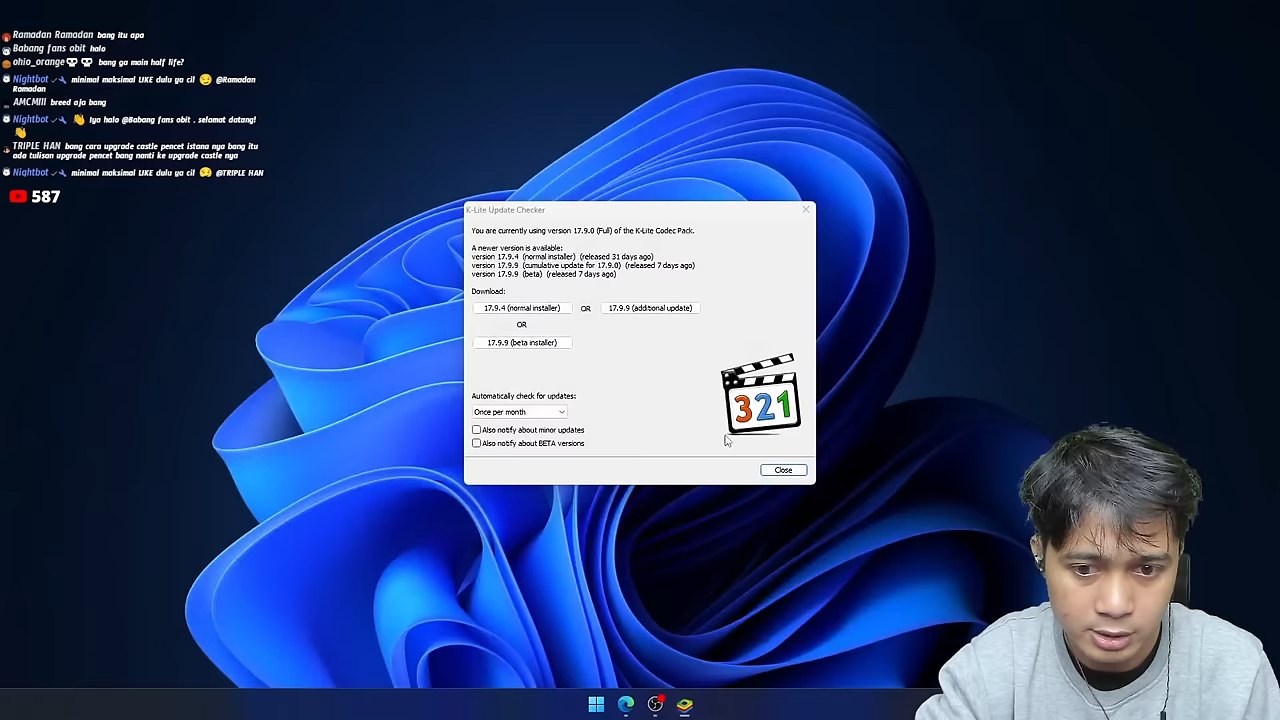 Ramadan Ramadan bang itu apa
Babang fans obit halo
ohio_orange💀💀 bang ga main half life?
Nightbot minimal maksimal LIKE dulu ya cil 😏 @Ramadan
Ramadan
AMCMIII breed aja bang
Nightbot 👏 Iya halo @Babang fans obit . selamat datang!
👏
TRIPLE HAN bang cara upgrade castle pencet istana nya bang itu
ada tulisan upgrade pencet bang nanti ke upgrade castle nya
Nightbot minimal maksimal LIKE dulu ya cil 😏 @TRIPLE HAN
587
K-Lite Update Checker
You are currently using version 17.9.0 (Full) of the K-Lite Codec Pack.
A newer version is available:
version 17.9.4 (normal installer) (released 31 days ago)
version 17.9.9 (cumulative update for 17.9.0) (released 7 days ago)
version 17.9.9 (beta) (released 7 days ago)
Download:
17.9.4 (normal installer) OR 17.9.9 (additional update)
OR
17.9.9 (beta installer)
321
Automatically check for updates:
Once per month
Also notify about minor updates
Also notify about BETA versions
Close